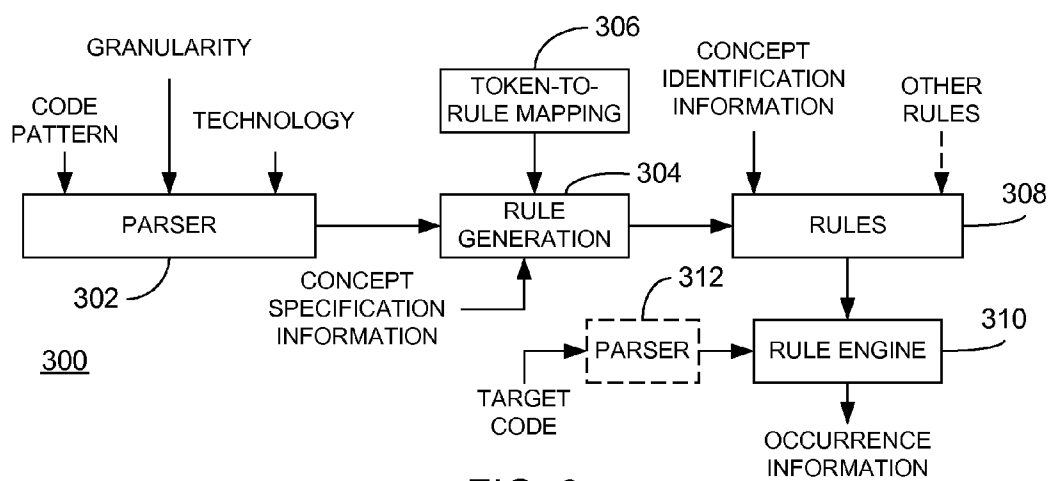 GRANULARITY
CODE
PATTERN
TECHNOLOGY
306
TOKEN-TO-
RULE MAPPING
CONCEPT
IDENTIFICATION
INFORMATION
OTHER
RULES
PARSER
302
304
RULE
GENERATION
RULES
308
CONCEPT
SPECIFICATION
INFORMATION
312
PARSER
RULE ENGINE
310
300
TARGET
CODE
OCCURRENCE
INFORMATION